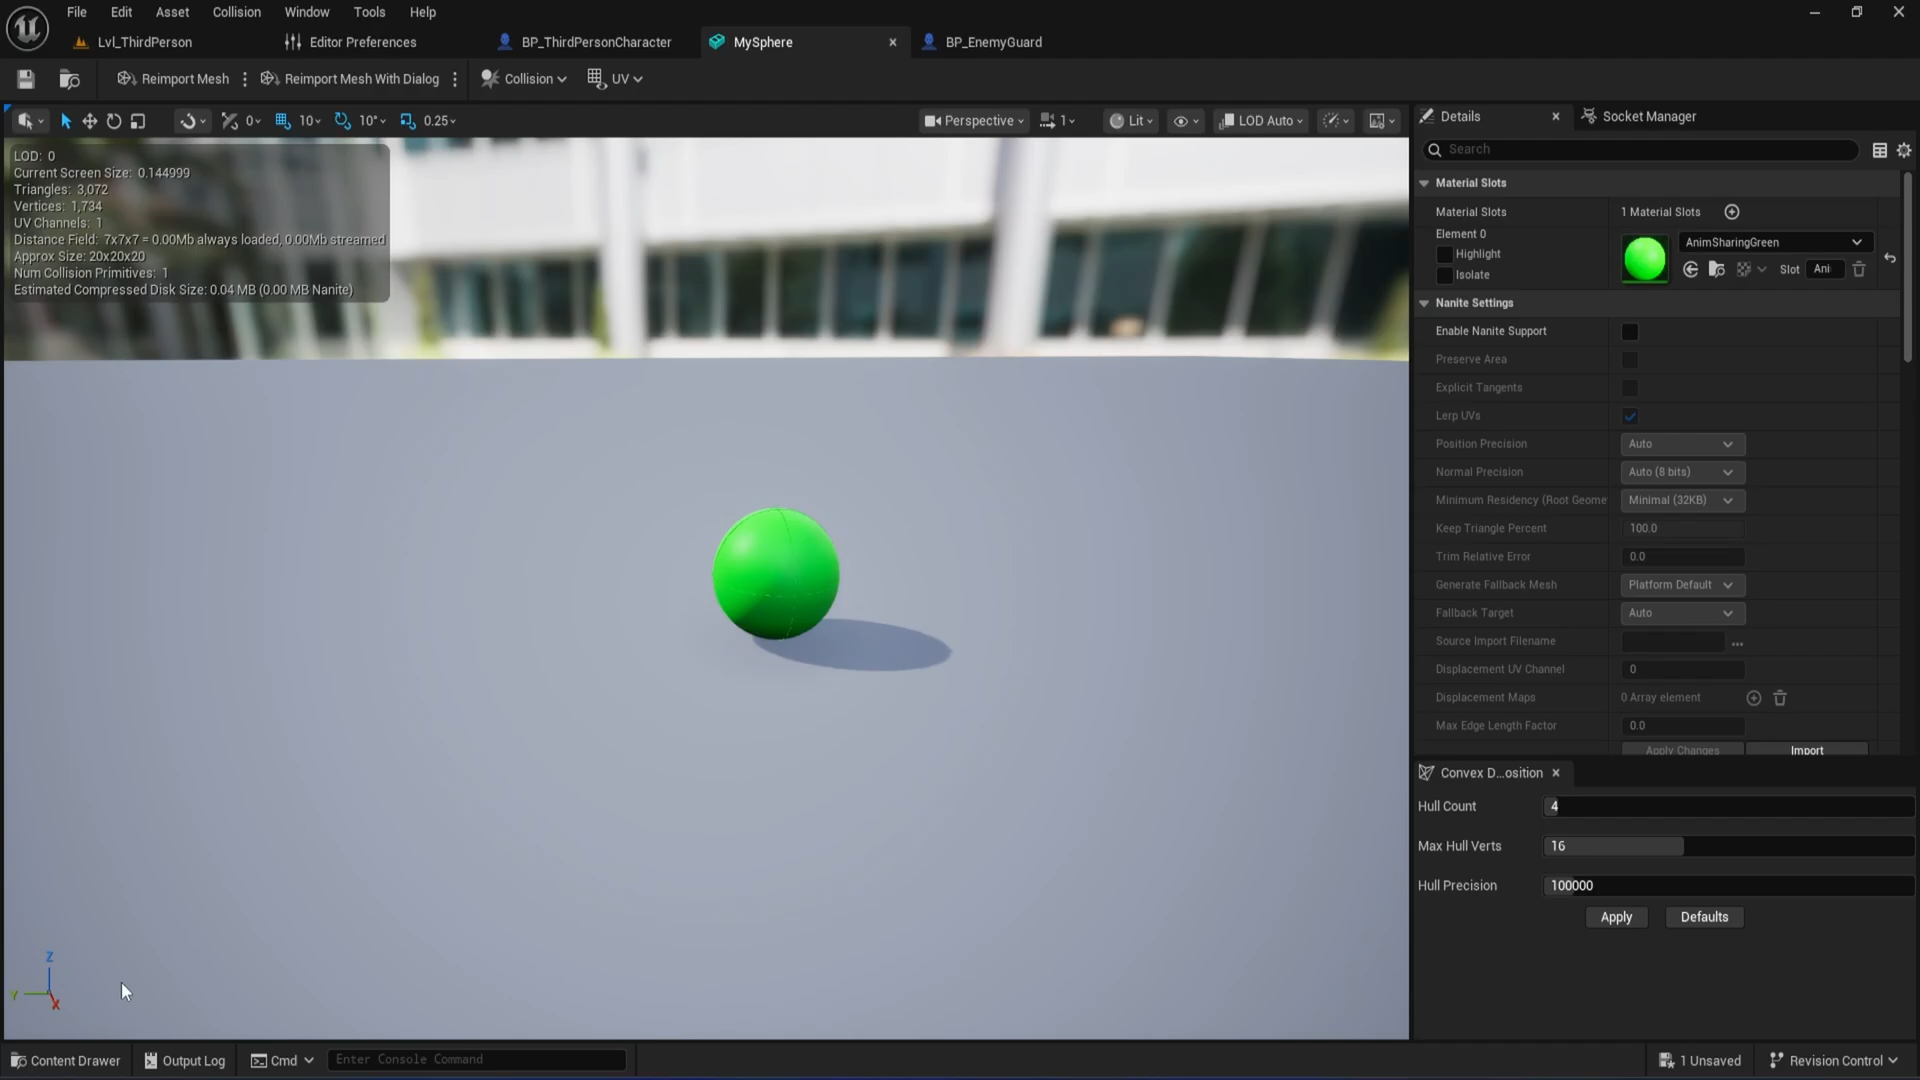 File Edit Asset Collision Window Tools Help
Lvl_ThirdPerson Editor Preferences BP_ThirdPersonCharacter MySphere BP_EnemyGuard
Reimport Mesh Reimport Mesh With Dialog Collision UV
0 10 10° 0.25 Perspective 1 Lit LOD Auto
LOD: 0
Current Screen Size: 0.144999
Triangles: 3,072
Vertices: 1,734
UV Channels: 1
Distance Field: 7x7x7 = 0.00Mb always loaded, 0.00Mb streamed
Approx Size: 20x20x20
Num Collision Primitives: 1
Estimated Compressed Disk Size: 0.04 MB (0.00 MB Nanite)
Z
Y
X
Details Socket Manager
Search
Material Slots
Material Slots 1 Material Slots
Element 0
Highlight
Isolate
AnimSharingGreen
Slot Ani
Nanite Settings
Enable Nanite Support
Preserve Area
Explicit Tangents
Lerp UVs
Position Precision Auto
Normal Precision Auto (8 bits)
Minimum Residency (Root Geome Minimal (32KB)
Keep Triangle Percent 100.0
Trim Relative Error 0.0
Generate Fallback Mesh Platform Default
Fallback Target Auto
Source Import Filename ...
Displacement UV Channel 0
Displacement Maps 0 Array element
Max Edge Length Factor 0.0
Apply Changes Import
Convex D...osition
Hull Count 4
Max Hull Verts 16
Hull Precision 100000
Apply Defaults
Content Drawer Output Log Cmd Enter Console Command 1 Unsaved Revision Control